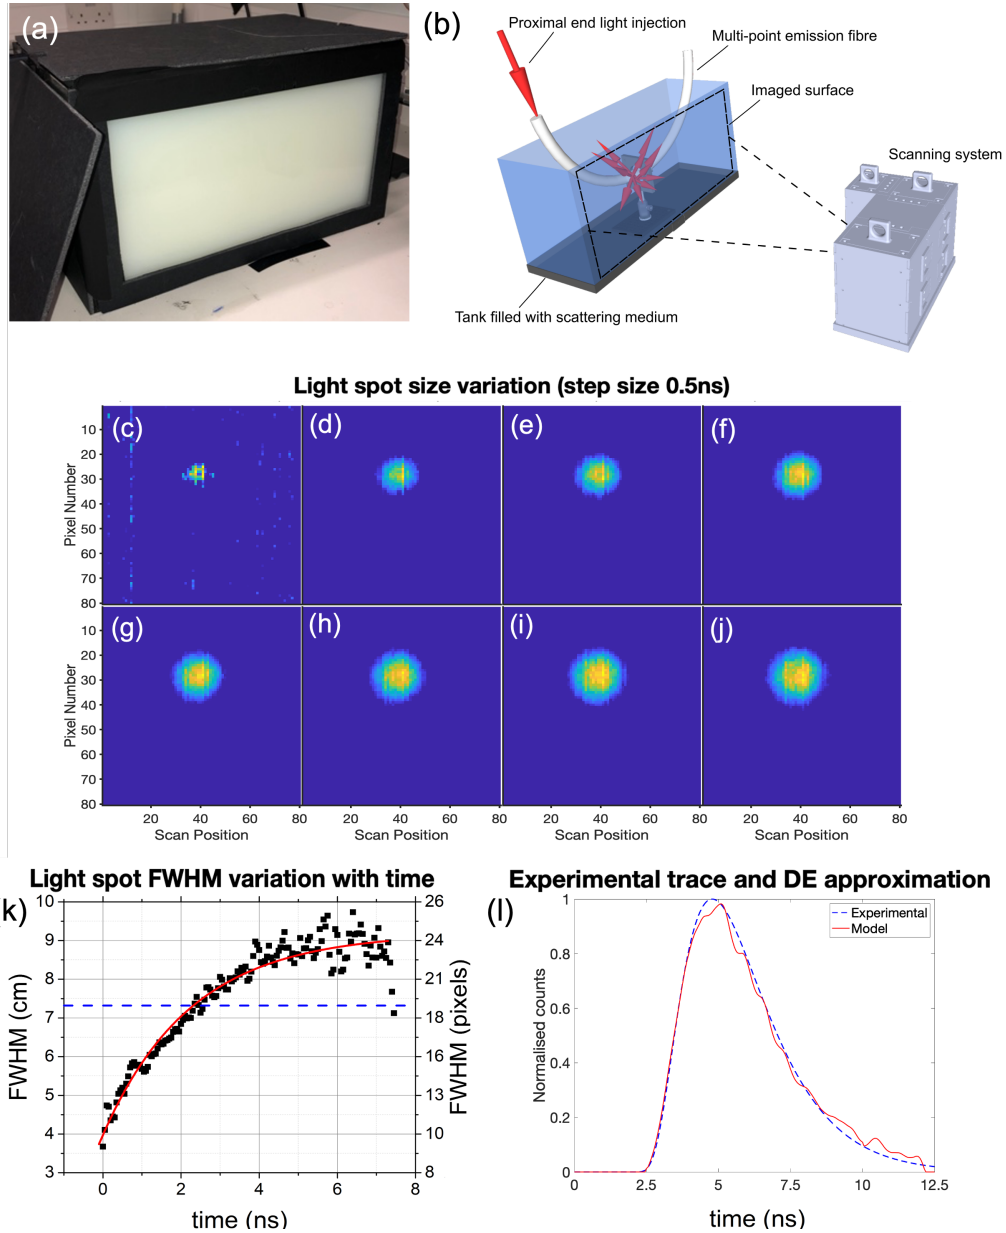 (a)
(b)
Proximal end light injection
Multi-point emission fibre
Imaged surface
Scanning system
Tank filled with scattering medium
Light spot size variation (step size 0.5ns)
(c)
(d)
(e)
(f)
10
20
30
40
50
60
70
80
Pixel Number
(g)
(h)
(i)
(j)
10
20
30
40
50
60
70
80
Pixel Number
20 40 60 80 20 40 60 80 20 40 60 80 20 40 60 80
Scan Position Scan Position Scan Position Scan Position
Light spot FWHM variation with time
k)
10
9
8
7
6
5
4
3
FWHM (cm)
26
24
21
18
16
13
10
8
FWHM (pixels)
0 2 4 6 8
time (ns)
Experimental trace and DE approximation
(l)
Experimental
Model
1
0.8
0.6
0.4
0.2
0
Normalised counts
0 2.5 5 7.5 10 12.5
time (ns)